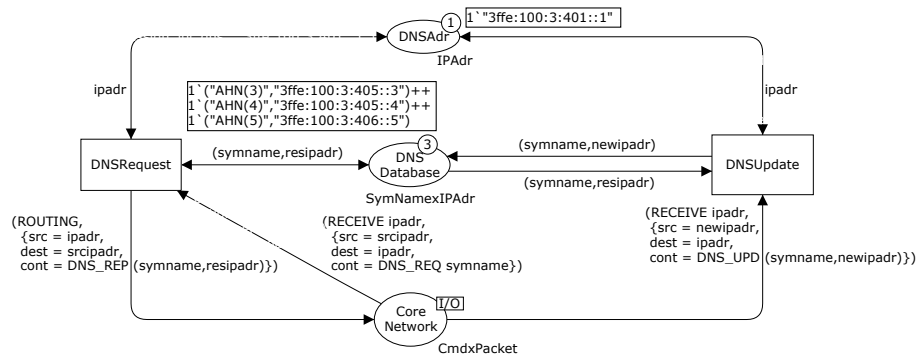 1
1`"3ffe:100:3:401::1"
DNSAdr
IPAdr
ipadr
ipadr
1`("AHN(3)","3ffe:100:3:405::3")++
1`("AHN(4)","3ffe:100:3:405::4")++
1`("AHN(5)","3ffe:100:3:406::5")
3
(symname,resipadr)
(symname,newipadr)
DNSRequest
DNS
Database
DNSUpdate
(symname,resipadr)
SymNamexIPAdr
(ROUTING,
{src = ipadr,
dest = srcipadr,
cont = DNS_REP (symname,resipadr)})
(RECEIVE ipadr,
{src = srcipadr,
dest = ipadr,
cont = DNS_REQ symname})
(RECEIVE ipadr,
{src = newipadr,
dest = ipadr,
cont = DNS_UPD (symname,newipadr)})
I/O
Core
Network
CmdxPacket